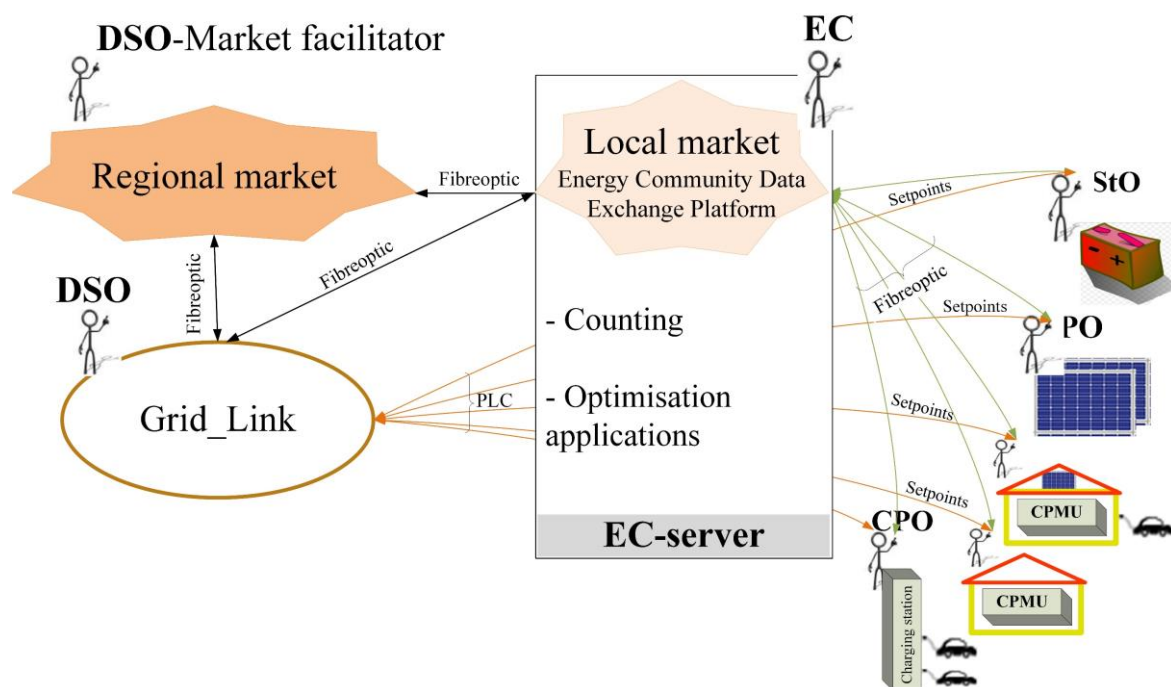 DSO-Market facilitator
EC
Regional market
Fibreoptic
Local market
Energy Community Data
Exchange Platform
Setpoints
StO
- +
Fibreoptic
Fibreoptic
Fibreoptic
DSO
Setpoints
PO
Grid_Link
PLC
- Counting
- Optimisation
applications
Setpoints
CPMU
Setpoints
CPO
EC-server
CPMU
Charging station